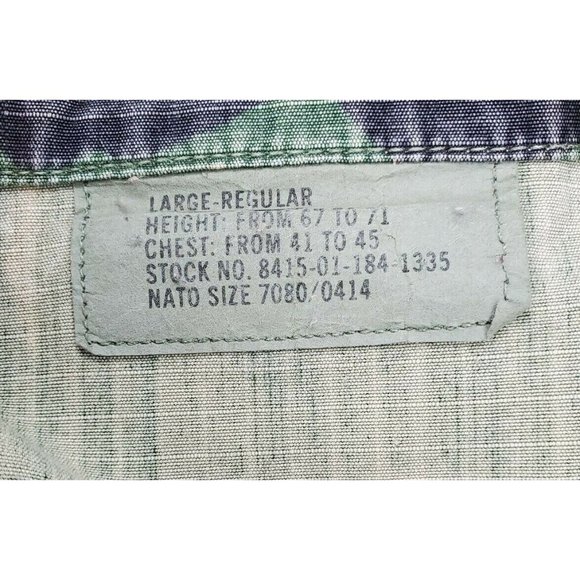 LARGE-REGULAR
HEIGHT: FROM 67 TO 71
CHEST: FROM 41 TO 45
STOCK NO. 8415-01-184-1335
NATO SIZE 7080/0414